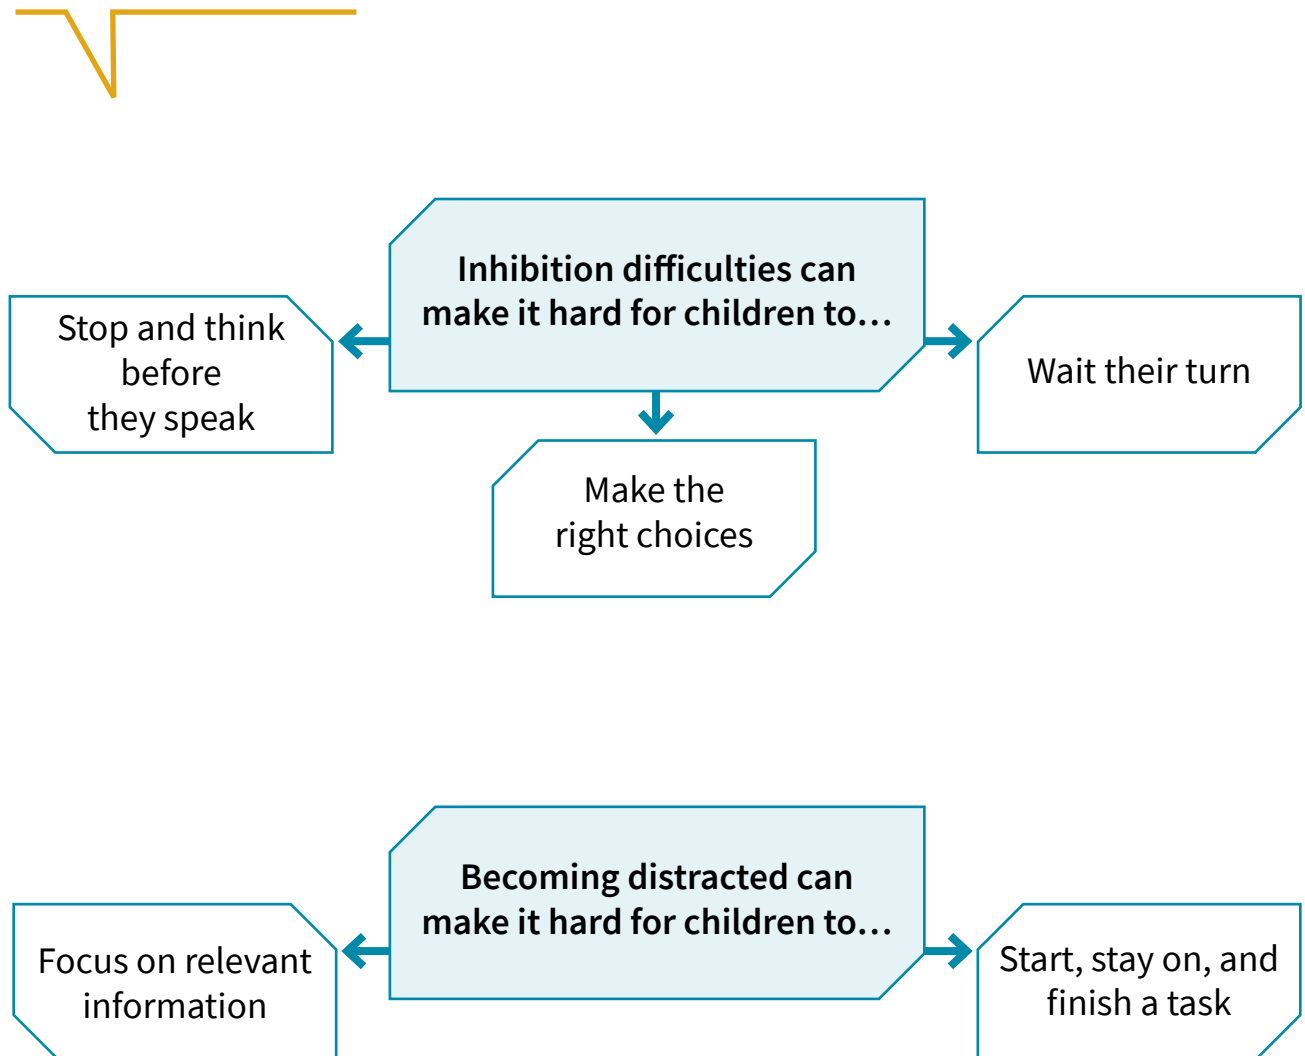 Inhibition difficulties can
make it hard for children to…
Stop and think
before
they speak
Wait their turn
Make the
right choices
Becoming distracted can
make it hard for children to…
Focus on relevant
information
Start, stay on, and
finish a task